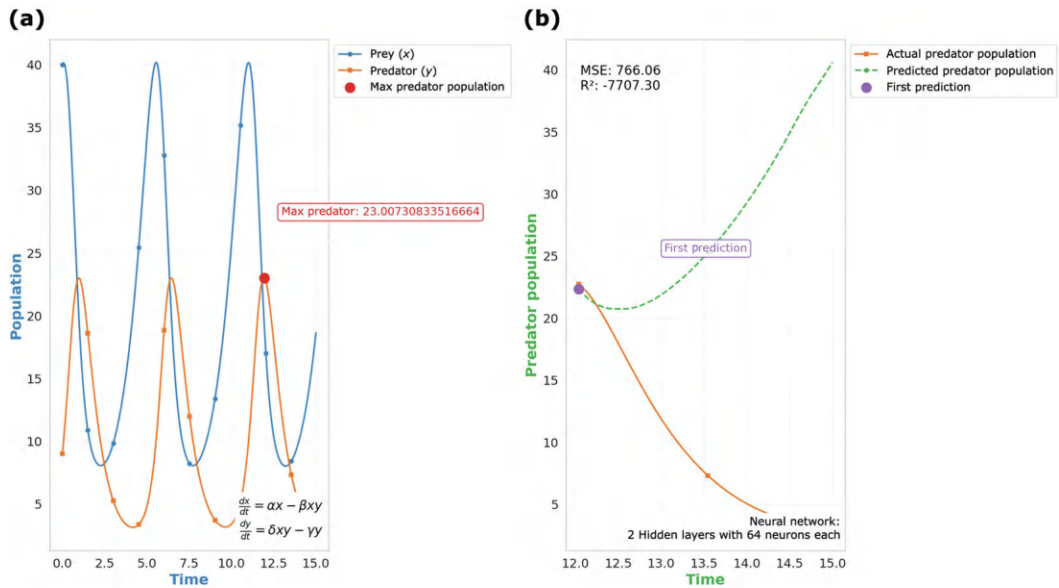 (a)
Population
40
35
30
25
20
15
10
5
0.0 2.5 5.0 7.5 10.0 12.5 15.0
Time
Prey (x)
Predator (y)
Max predator population
Max predator: 23.00730833516664
dx/dt = αx − βxy
dy/dt = δxy − γy
(b)
Predator population
40
35
30
25
20
15
10
5
12.0 12.5 13.0 13.5 14.0 14.5 15.0
Time
MSE: 766.06
R²: -7707.30
Actual predator population
Predicted predator population
First prediction
First prediction
Neural network:
2 Hidden layers with 64 neurons each